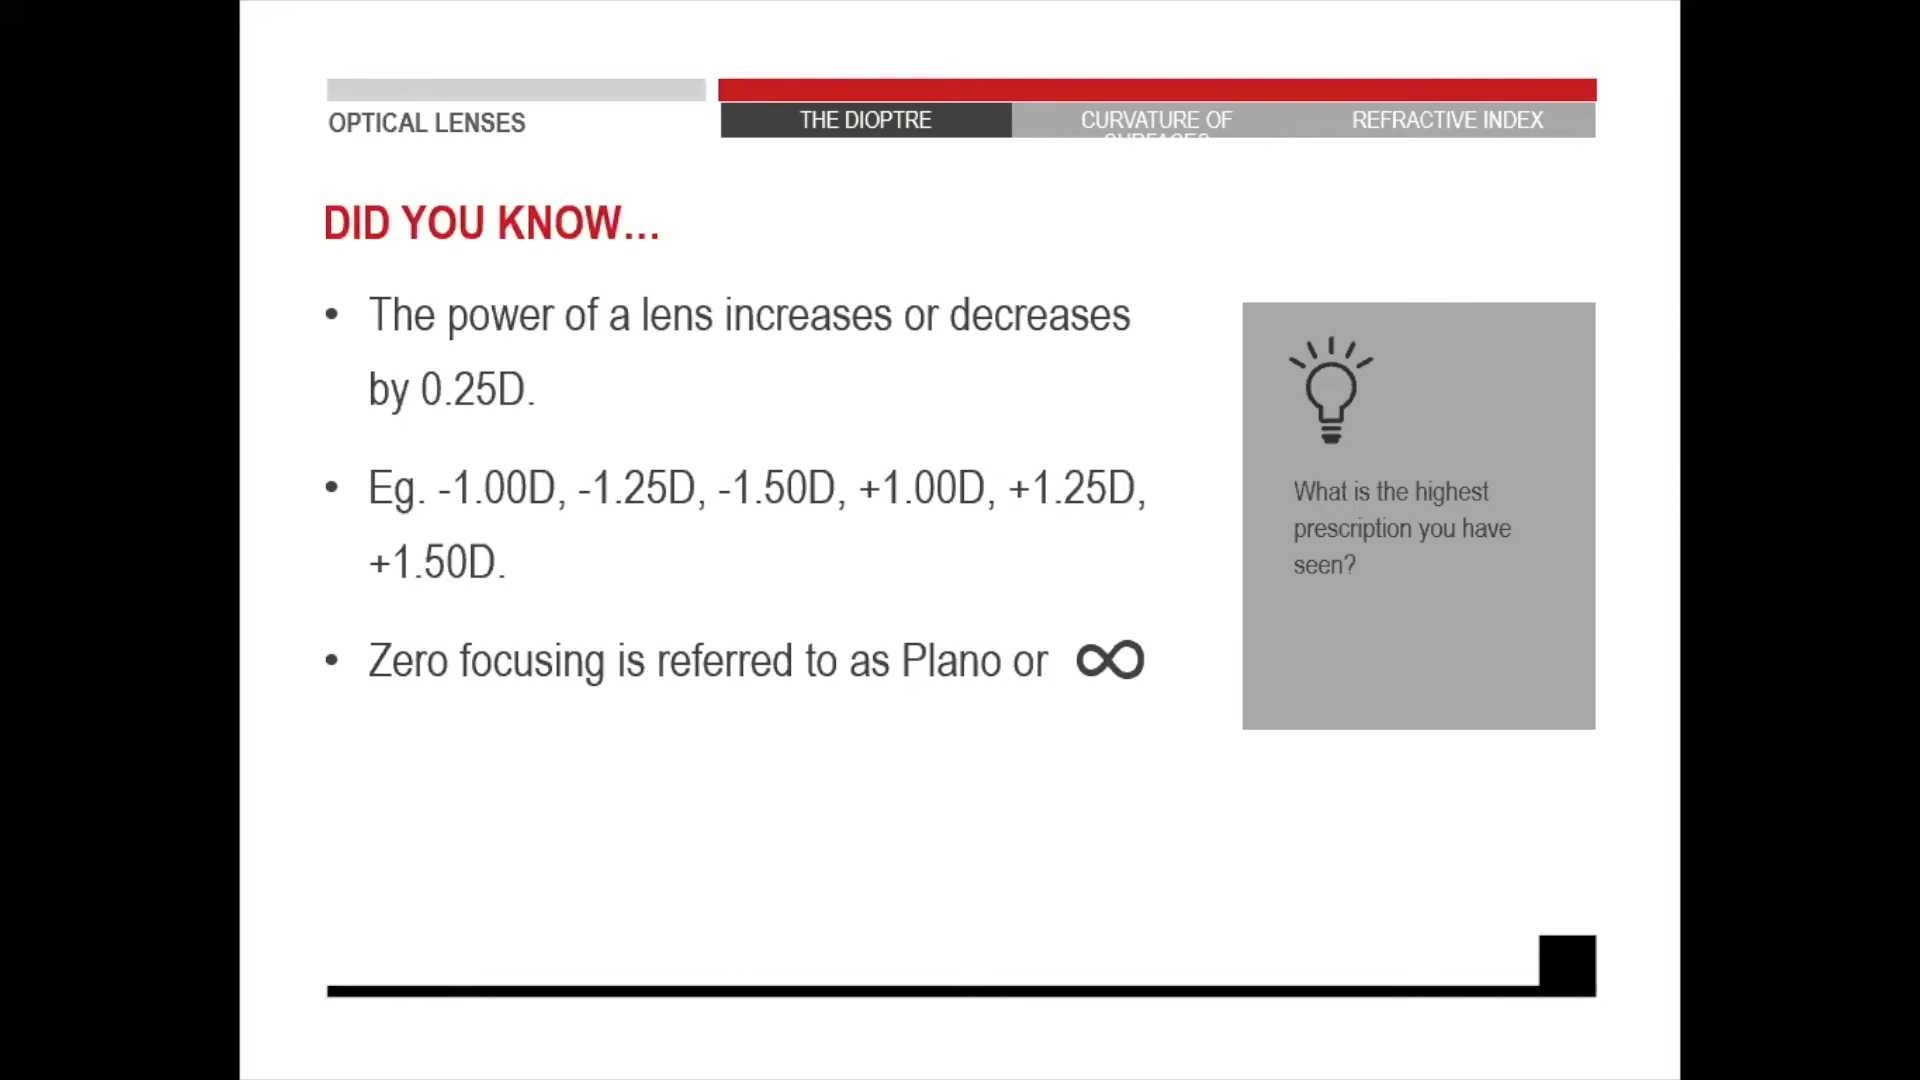 OPTICAL LENSES
THE DIOPTRE
CURVATURE OF
REFRACTIVE INDEX
DID YOU KNOW...
• The power of a lens increases or decreases
by 0.25D.
• Eg. -1.00D, -1.25D, -1.50D, +1.00D, +1.25D,
+1.50D.
• Zero focusing is referred to as Plano or ∞
What is the highest
prescription you have
seen?